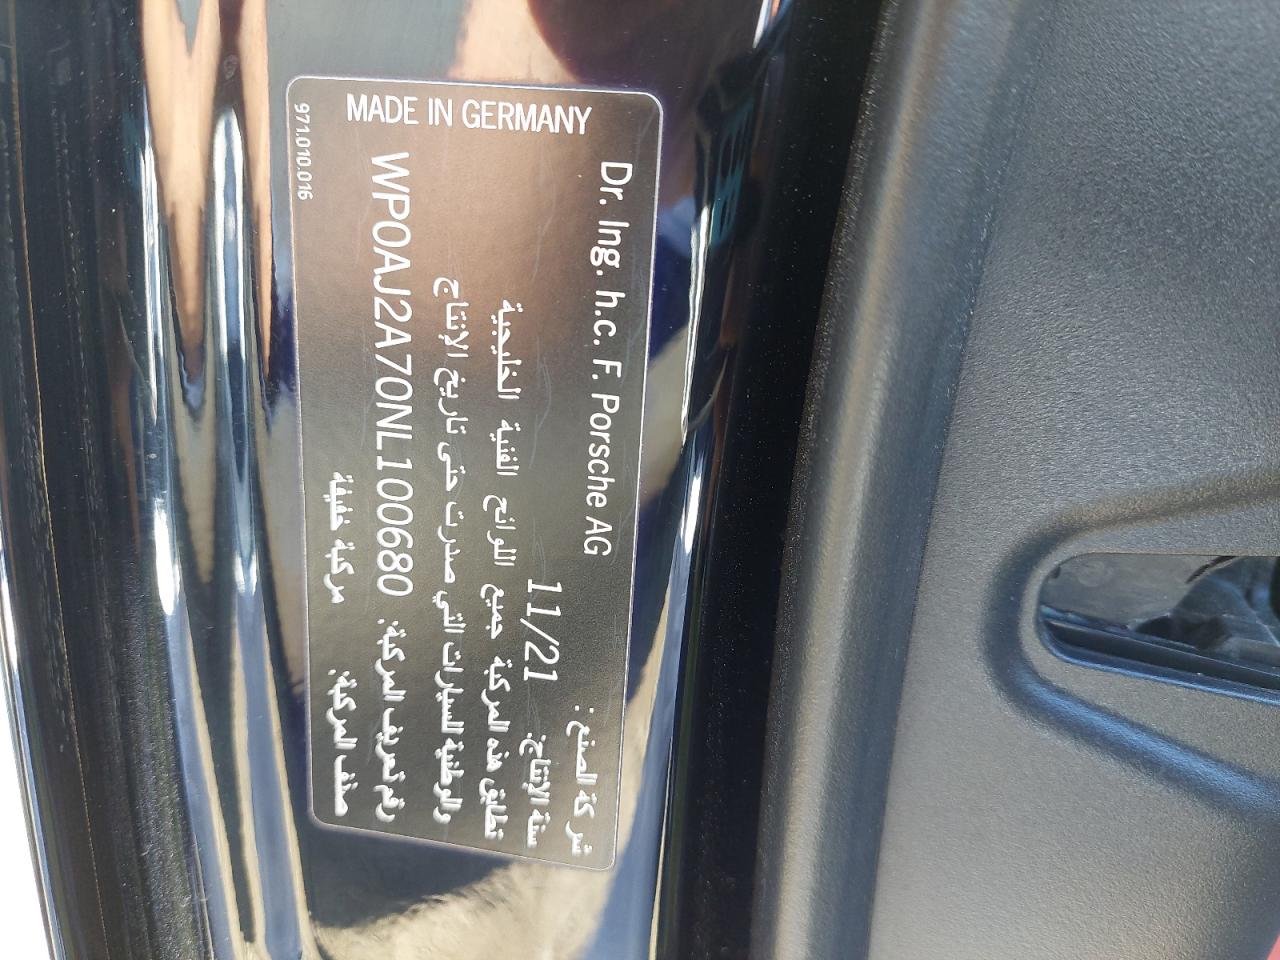 شركة الصنع: Dr. Ing. h.c. F. Porsche AG
سنة الإنتاج: 11/21
تطابق هذه المركبة جميع اللوائح الفنية الخليجية
والوطنية للسيارات التي صدرت حتى تاريخ الإنتاج
رقم تعريف المركبة: WP0AJ2A70NL100680
صنف المركبة: مركبة خفيفة
MADE IN GERMANY
971.010.016